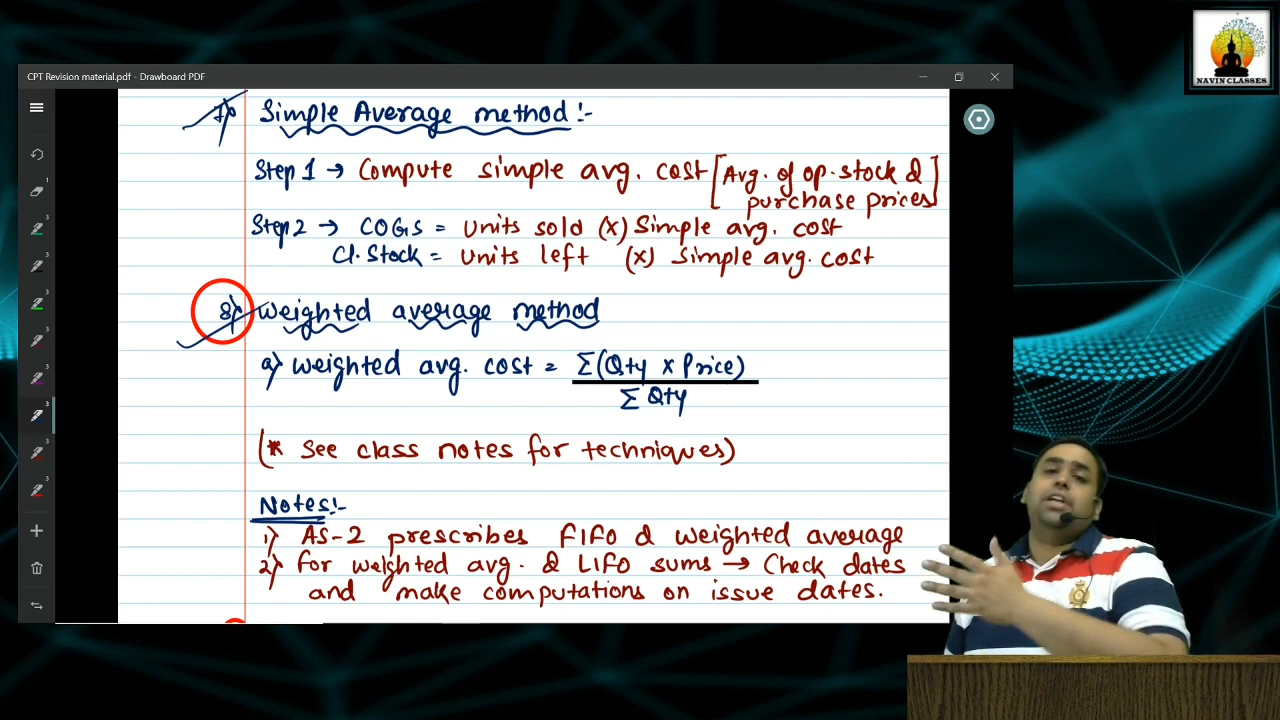 NAVIN CLASSES
CPT Revision material.pdf - Drawboard PDF
7) Simple Average method :-
Step 1 → Compute simple avg. cost [Avg. of op. stock & purchase prices]
Step 2 → COGS = units sold (x) Simple avg. cost
Cl. Stock = units left (x) Simple avg. cost
8) Weighted average method
a) weighted avg. cost = Σ(Qty x Price)
Σ Qty
(* See class notes for techniques)
Notes:-
1) AS-2 prescribes FIFO & weighted average
2) for weighted avg. & LIFO sums → Check dates
and make computations on issue dates.